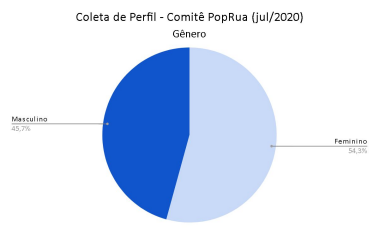 Coleta de Perfil - Comitê PopRua (jul/2020)
Gênero
Masculino
45,7%
Feminino
54,3%